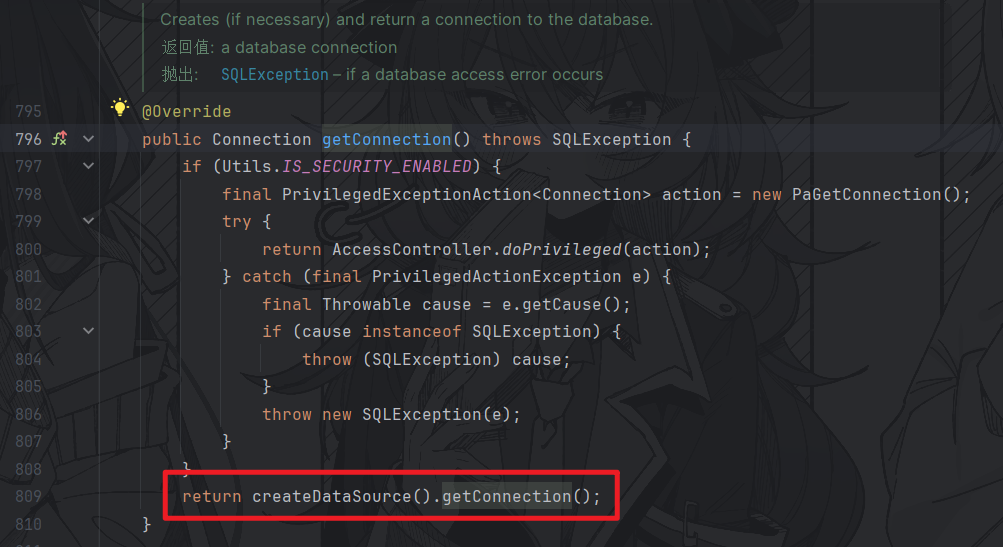 Creates (if necessary) and return a connection to the database.
返回值: a database connection
抛出: SQLException – if a database access error occurs
795 @Override
796 public Connection getConnection() throws SQLException {
797 if (Utils.IS_SECURITY_ENABLED) {
798 final PrivilegedExceptionAction<Connection> action = new PaGetConnection();
799 try {
800 return AccessController.doPrivileged(action);
801 } catch (final PrivilegedActionException e) {
802 final Throwable cause = e.getCause();
803 if (cause instanceof SQLException) {
804 throw (SQLException) cause;
805 }
806 throw new SQLException(e);
807 }
808 }
809 return createDataSource().getConnection();
810 }